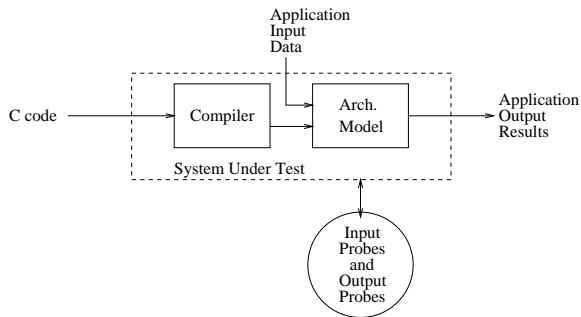 Application
Input
Data
C code
Compiler
Arch.
Model
Application
Output
Results
System Under Test
Input
Probes
and
Output
Probes